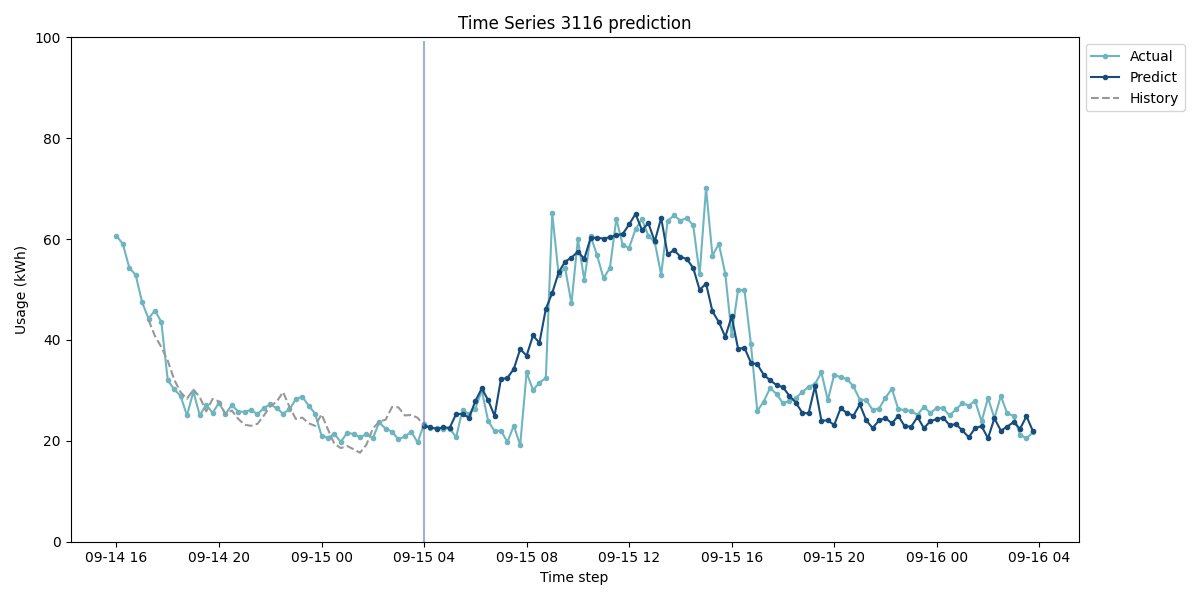 Time Series 3116 prediction
Usage (kWh)
100
80
60
40
20
0
09-14 16
09-14 20
09-15 00
09-15 04
09-15 08
09-15 12
09-15 16
09-15 20
09-16 00
09-16 04
Time step
Actual
Predict
History